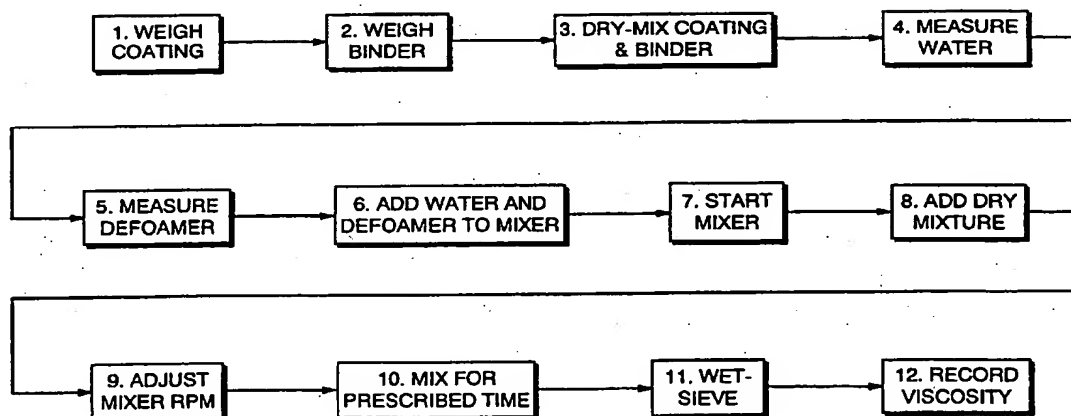 1. WEIGH
COATING
2. WEIGH
BINDER
3. DRY-MIX COATING
& BINDER
4. MEASURE
WATER
5. MEASURE
DEFOAMER
6. ADD WATER AND
DEFOAMER TO MIXER
7. START
MIXER
8. ADD DRY
MIXTURE
9. ADJUST
MIXER RPM
10. MIX FOR
PRESCRIBED TIME
11. WET-
SIEVE
12. RECORD
VISCOSITY